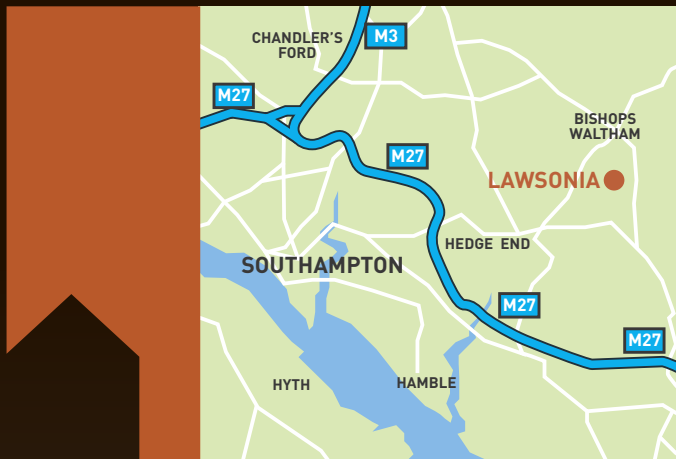 CHANDLER'S
FORD
M3
M27
BISHOPS
WALTHAM
M27
LAWSONIA
HEDGE END
SOUTHAMPTON
M27
M27
HYTH
HAMBLE